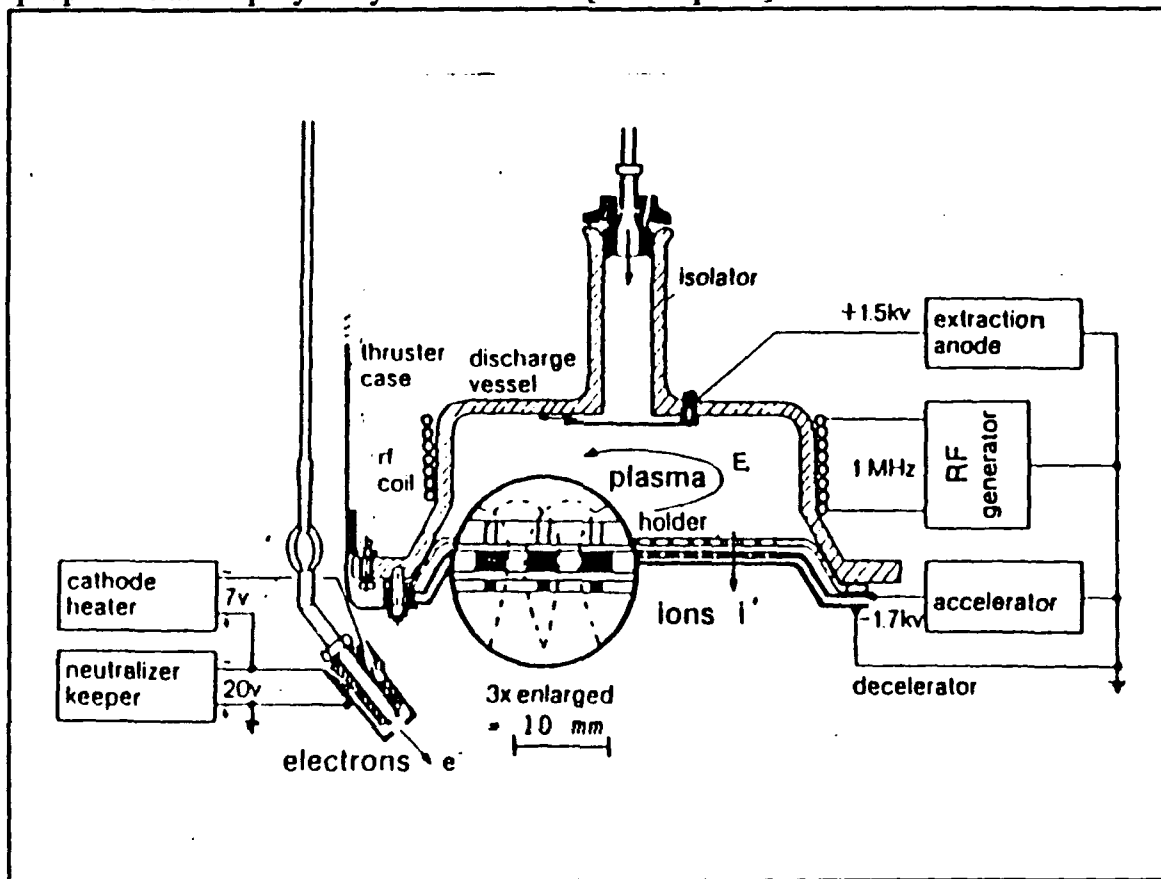 isolator
+1.5kv
extraction
anode
thruster
case
discharge
vessel
rf
coil
E
plasma
1 MHz
RF
generator
holder
cathode
heater
7v
ions i⁺
-1.7kv
accelerator
neutralizer
keeper
20v
decelerator
3x enlarged
= 10 mm
electrons
e⁻